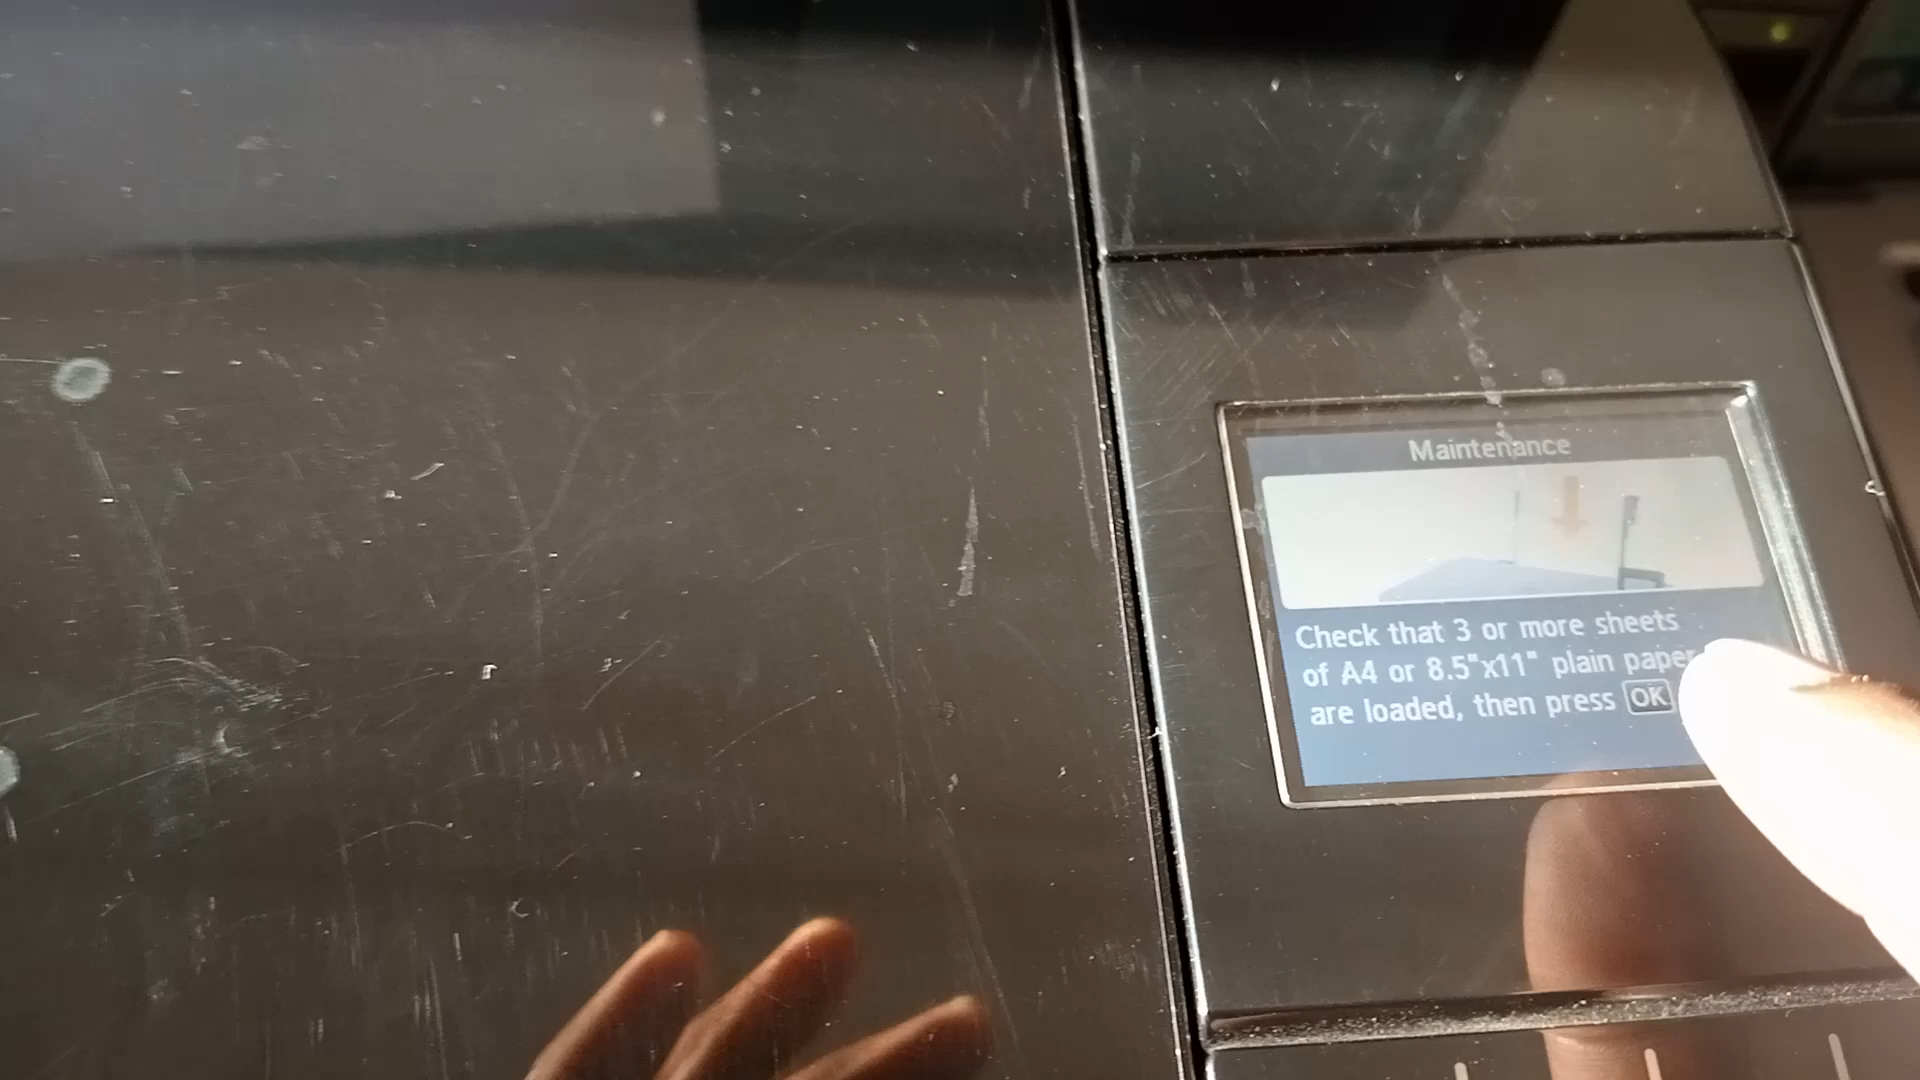 Maintenance
Check that 3 or more sheets
of A4 or 8.5"x11" plain paper
are loaded, then press OK